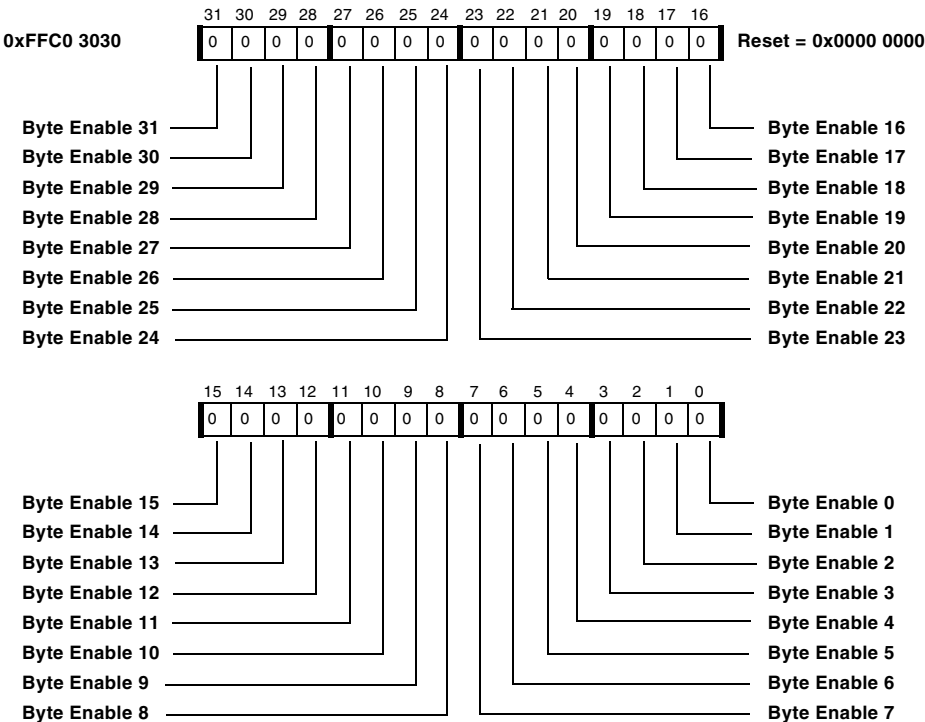 31 30 29 28 27 26 25 24 23 22 21 20 19 18 17 16
0xFFC0 3030 0 0 0 0 0 0 0 0 0 0 0 0 0 0 0 0 Reset = 0x0000 0000
Byte Enable 31 Byte Enable 16
Byte Enable 30 Byte Enable 17
Byte Enable 29 Byte Enable 18
Byte Enable 28 Byte Enable 19
Byte Enable 27 Byte Enable 20
Byte Enable 26 Byte Enable 21
Byte Enable 25 Byte Enable 22
Byte Enable 24 Byte Enable 23
15 14 13 12 11 10 9 8 7 6 5 4 3 2 1 0
0 0 0 0 0 0 0 0 0 0 0 0 0 0 0 0
Byte Enable 15 Byte Enable 0
Byte Enable 14 Byte Enable 1
Byte Enable 13 Byte Enable 2
Byte Enable 12 Byte Enable 3
Byte Enable 11 Byte Enable 4
Byte Enable 10 Byte Enable 5
Byte Enable 9 Byte Enable 6
Byte Enable 8 Byte Enable 7